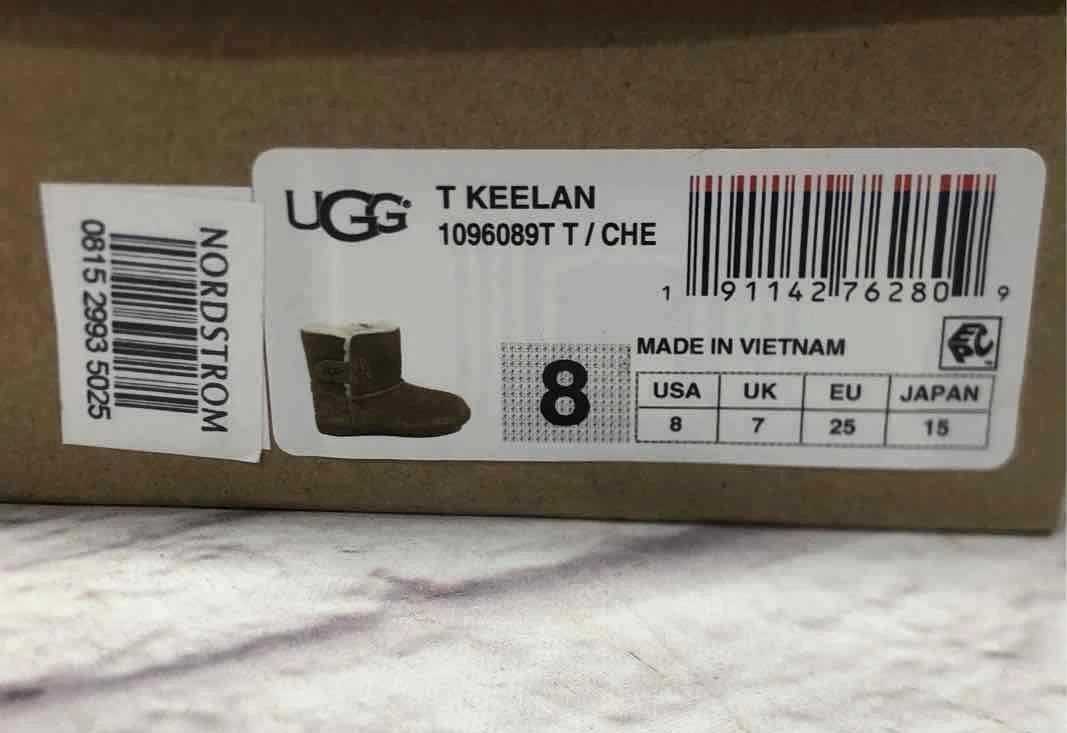 NORDSTROM
0815 2993 5025
UGG®
T KEELAN
1096089T T / CHE
1 91142 76280 9
MADE IN VIETNAM
8
USA UK EU JAPAN
8 7 25 15